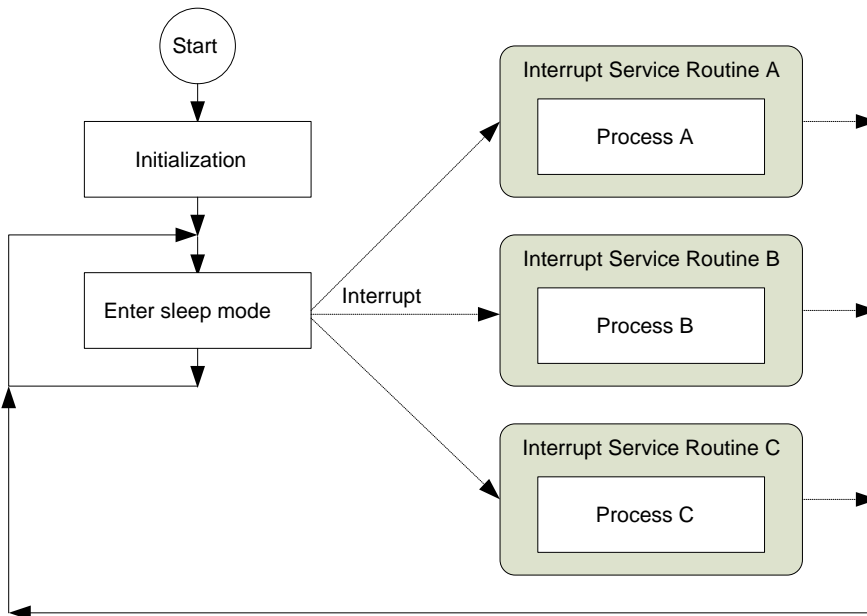 Start
Initialization
Enter sleep mode
Interrupt
Interrupt Service Routine A
Process A
Interrupt Service Routine B
Process B
Interrupt Service Routine C
Process C